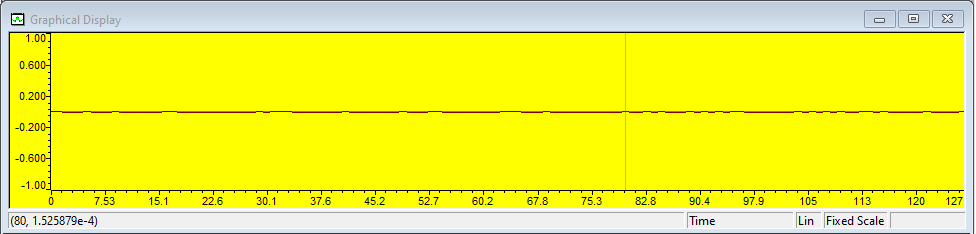 Graphical Display
1.00
0.600
0.200
-0.200
-0.600
-1.00
0 7.53 15.1 22.6 30.1 37.6 45.2 52.7 60.2 67.8 75.3 82.8 90.4 97.9 105 113 120 127
(80, 1.525879e-4) Time Lin Fixed Scale